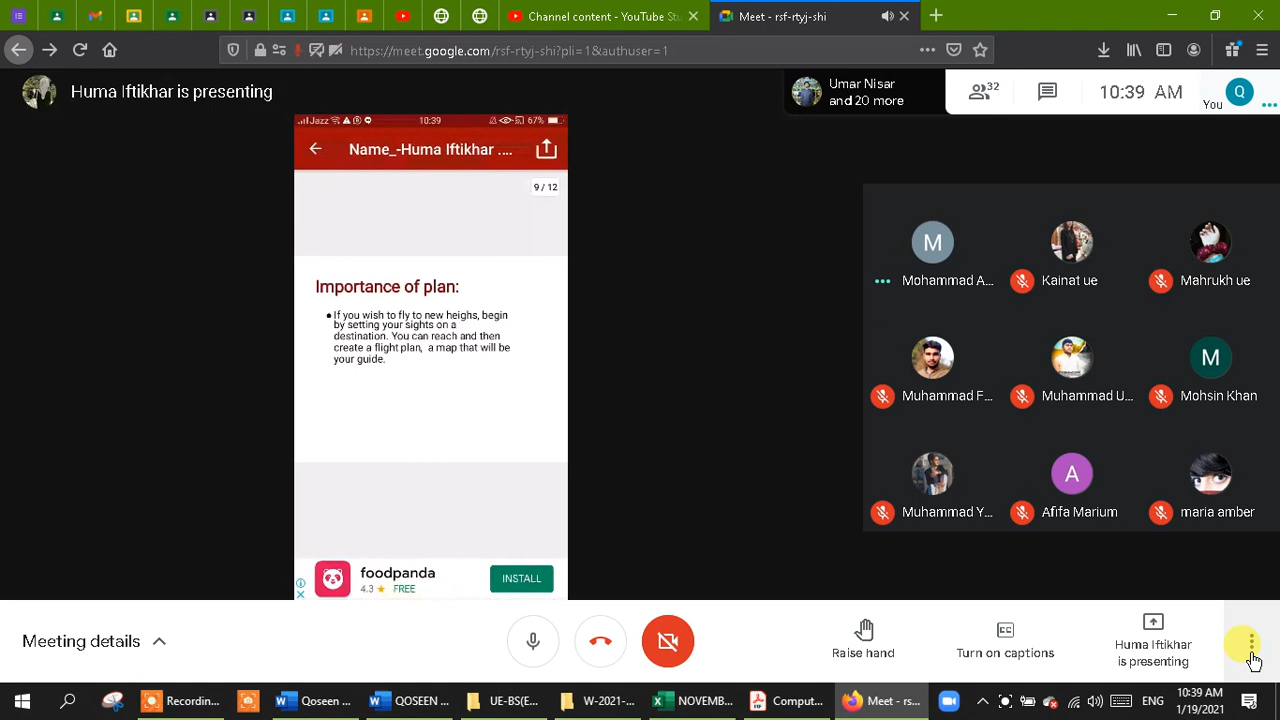 Channel content - YouTube Stu
Meet - rsf-rtyj-shi
https://meet.google.com/rsf-rtyj-shi?pli=1&authuser=1
Huma Iftikhar is presenting
Umar Nisar
and 20 more
32
10:39 AM
You
Q
Jazz
10:39
67%
Name_-Huma Iftikhar ....
9 / 12
Importance of plan:
• If you wish to fly to new heighs, begin
by setting your sights on a
destination. You can reach and then
create a flight plan, a map that will be
your guide.
foodpanda
4.3 ★ FREE
INSTALL
M
Mohammad A...
Kainat ue
Mahrukh ue
Muhammad F...
Muhammad U...
M
Mohsin Khan
Muhammad Y...
A
Afifa Marium
maria amber
Meeting details
Raise hand
CC
Turn on captions
Huma Iftikhar
is presenting
Recording
Qoseen
QOSEEN
UE-BS(E...
W-2021-...
NOVEMB...
Comput...
Meet - rs...
ENG
10:39 AM
1/19/2021